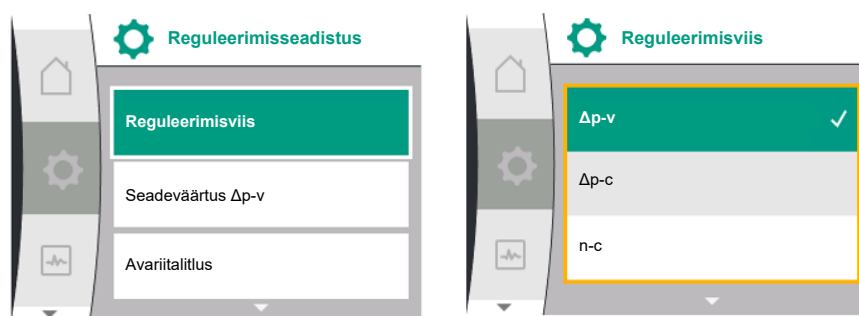 Reguleerimisseadistus
Reguleerimisviis
Seadeväärtus Δp-v
Avariitalitlus
Reguleerimisviis
Δp-v
Δp-c
n-c